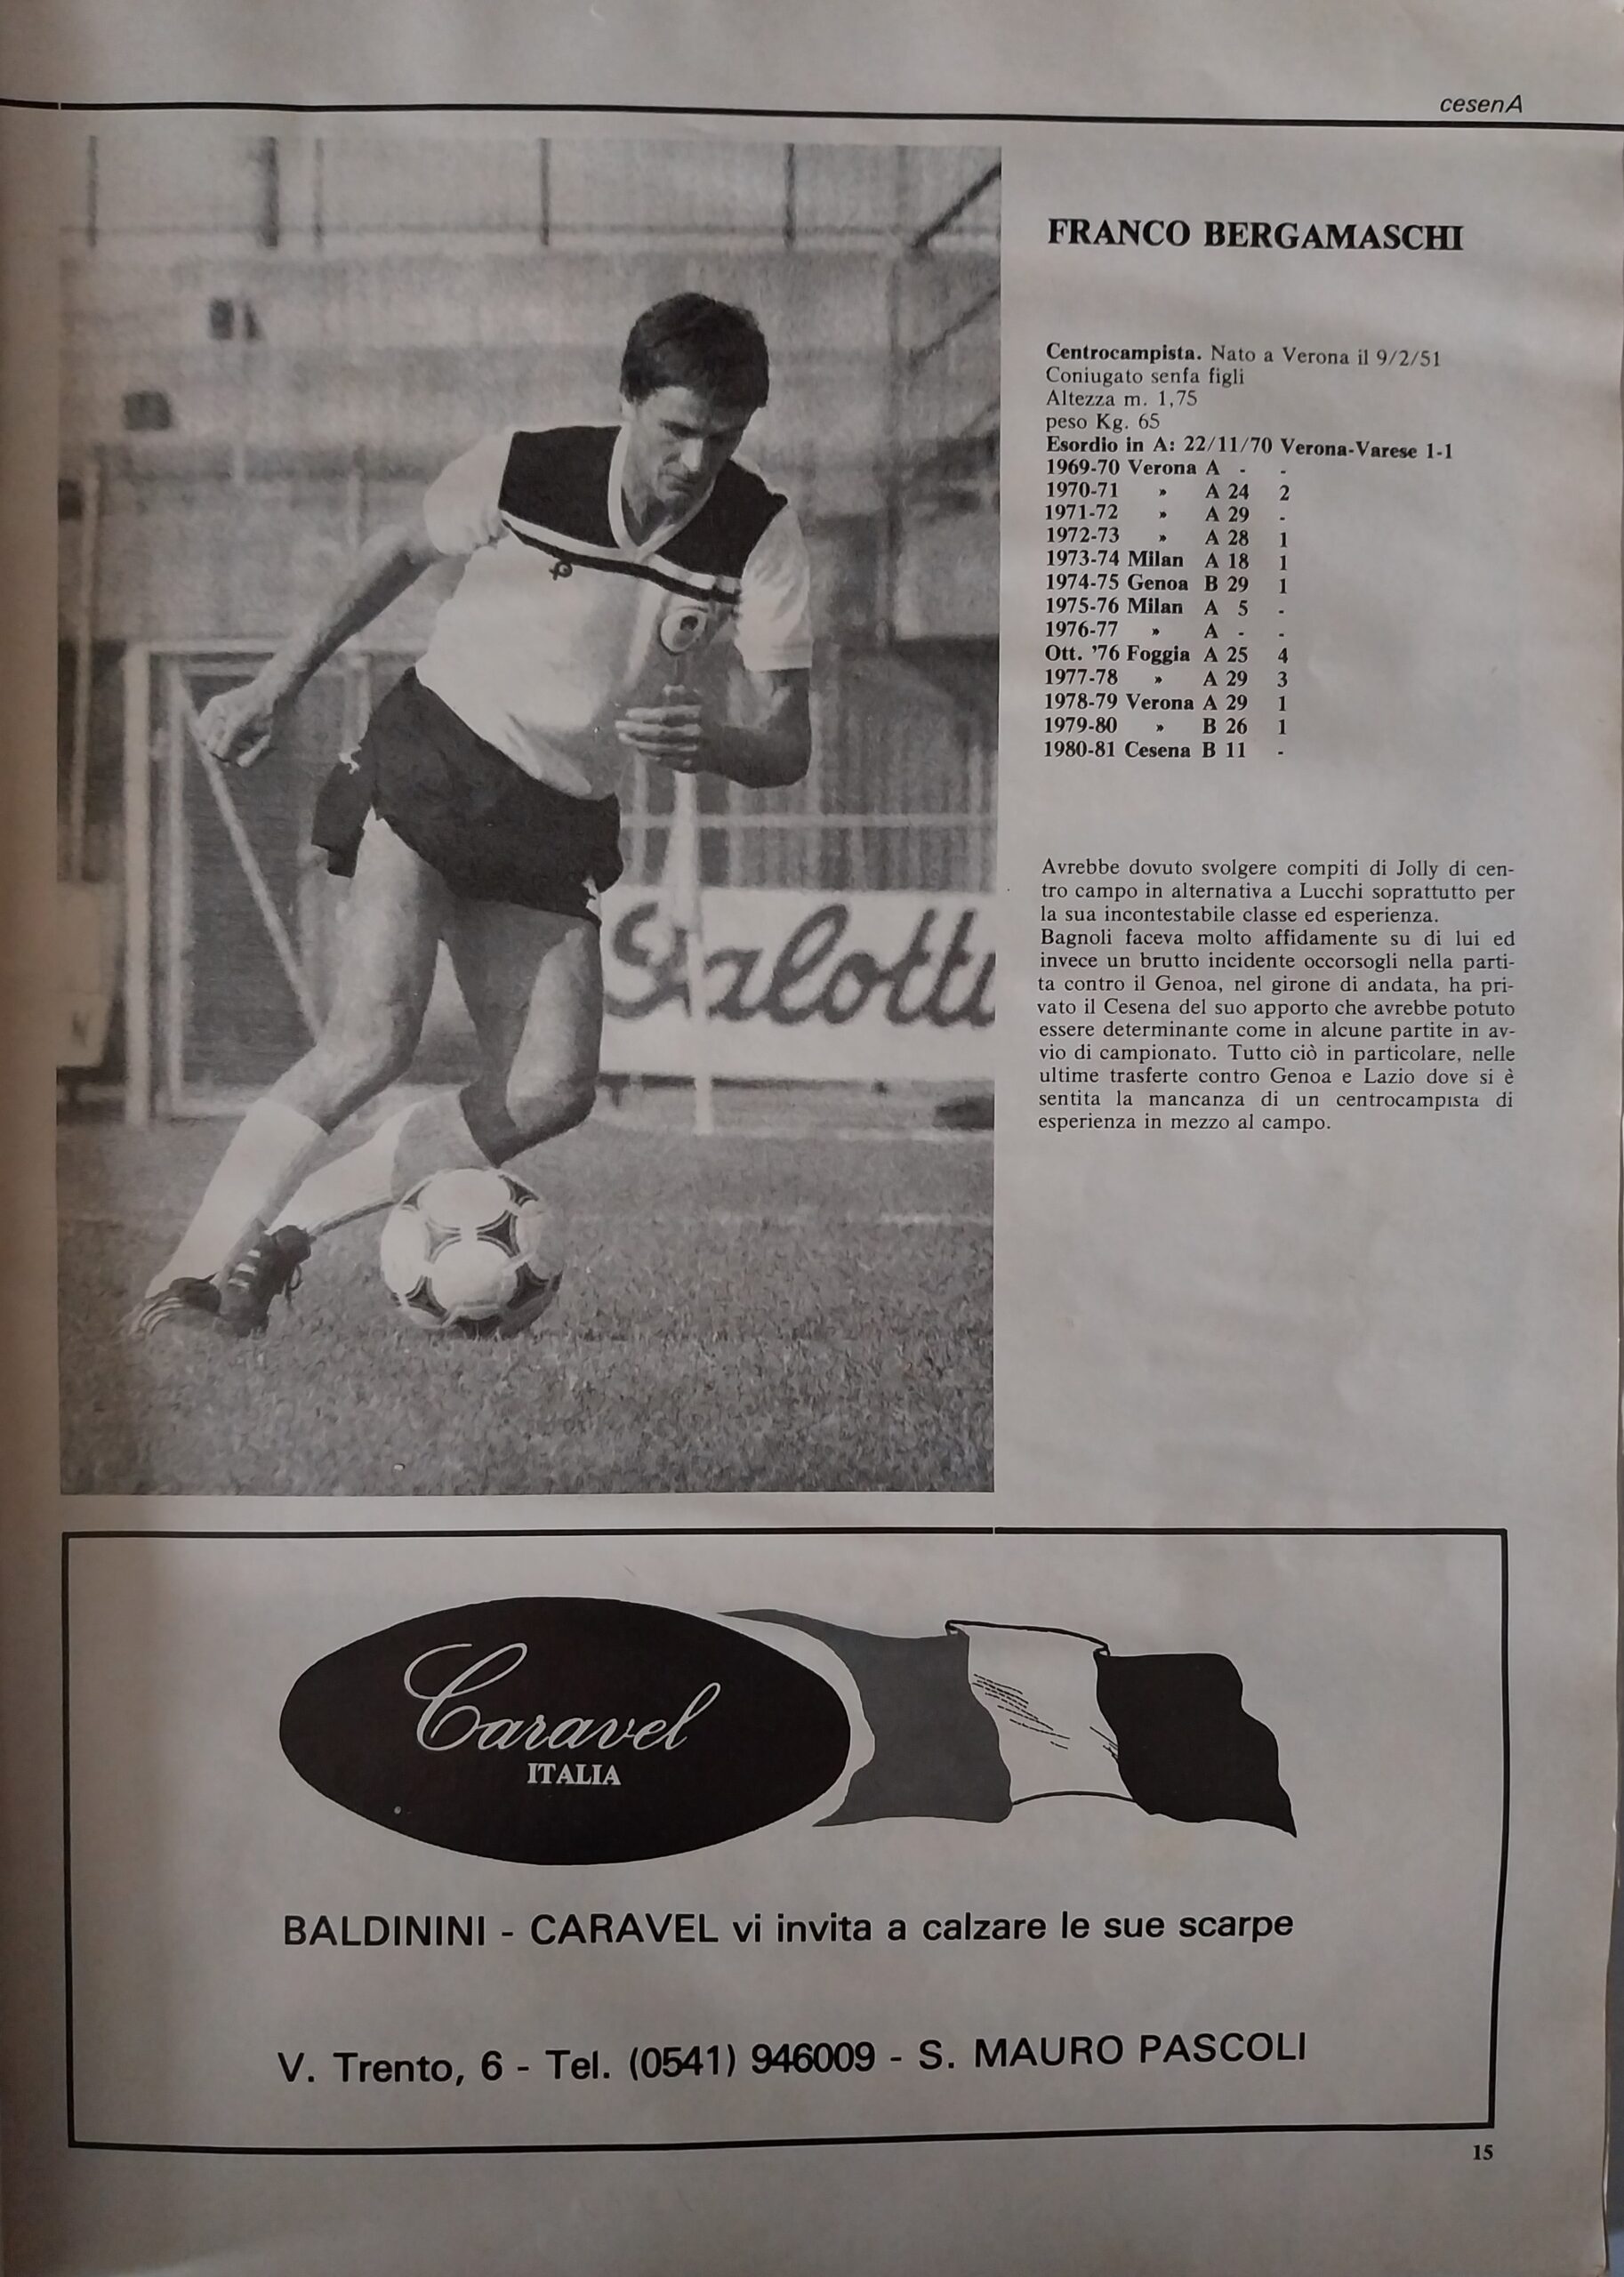 cesenA
FRANCO BERGAMASCHI
Centrocampista. Nato a Verona il 9/2/51
Coniugato senfa figli
Altezza m. 1,75
peso Kg. 65
Esordio in A: 22/11/70 Verona-Varese 1-1
1969-70 Verona A - -
1970-71 » A 24 2
1971-72 » A 29 -
1972-73 » A 28 1
1973-74 Milan A 18 1
1974-75 Genoa B 29 1
1975-76 Milan A 5 -
1976-77 » A - -
Ott. '76 Foggia A 25 4
1977-78 » A 29 3
1978-79 Verona A 29 1
1979-80 » B 26 1
1980-81 Cesena B 11 -
Avrebbe dovuto svolgere compiti di Jolly di cen-
tro campo in alternativa a Lucchi soprattutto per
la sua incontestabile classe ed esperienza.
Bagnoli faceva molto affidamente su di lui ed
invece un brutto incidente occorsogli nella parti-
ta contro il Genoa, nel girone di andata, ha pri-
vato il Cesena del suo apporto che avrebbe potuto
essere determinante come in alcune partite in av-
vio di campionato. Tutto ciò in particolare, nelle
ultime trasferte contro Genoa e Lazio dove si è
sentita la mancanza di un centrocampista di
esperienza in mezzo al campo.
Caravel
ITALIA
BALDININI - CARAVEL vi invita a calzare le sue scarpe
V. Trento, 6 - Tel. (0541) 946009 - S. MAURO PASCOLI
15